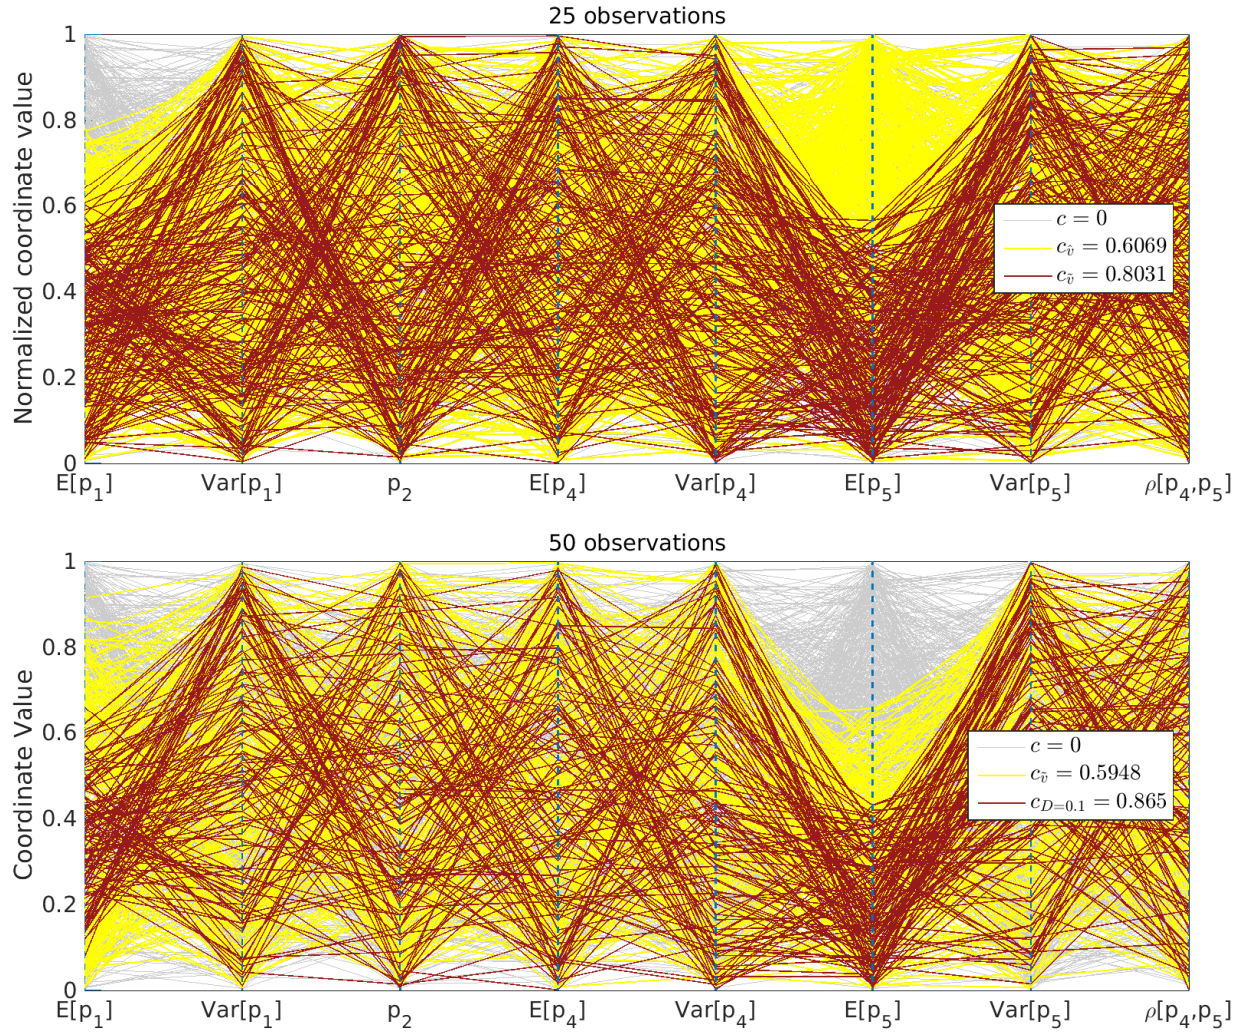 25 observations
Normalized coordinate value
1
0.8
0.6
0.4
0.2
0
c = 0
c_v̂ = 0.6069
c_ṽ = 0.8031
E[p₁] Var[p₁] p₂ E[p₄] Var[p₄] E[p₅] Var[p₅] ρ[p₄,p₅]
50 observations
Coordinate Value
1
0.8
0.6
0.4
0.2
0
c = 0
c_ṽ = 0.5948
c_D=0.1 = 0.865
E[p₁] Var[p₁] p₂ E[p₄] Var[p₄] E[p₅] Var[p₅] ρ[p₄,p₅]